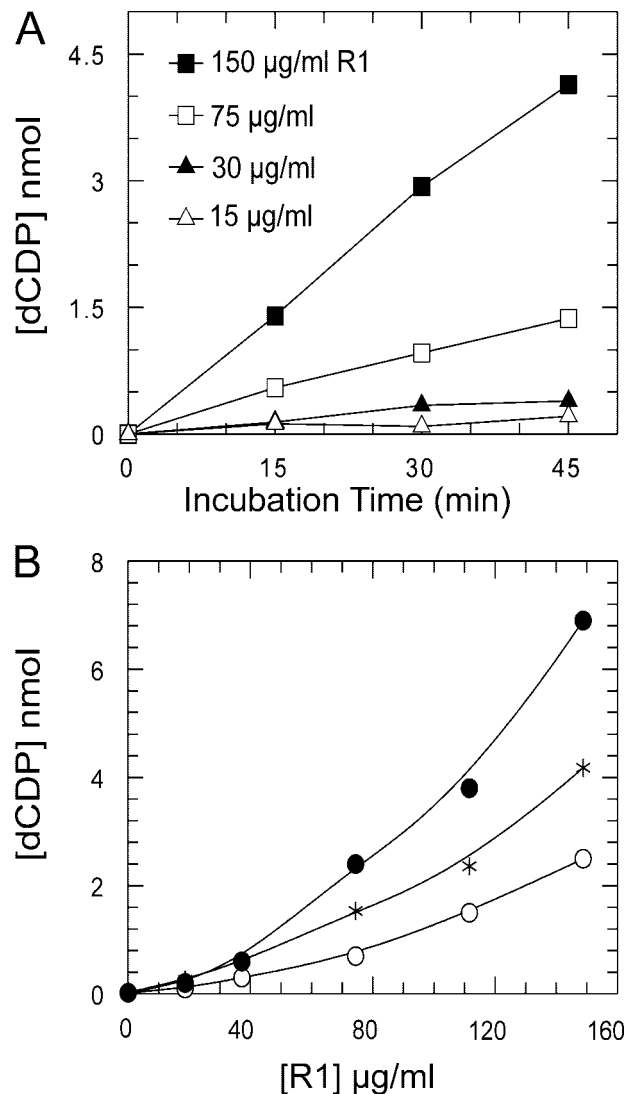 A
4.5
3
1.5
0
[dCDP] nmol
150 µg/ml R1
75 µg/ml
30 µg/ml
15 µg/ml
0 15 30 45
Incubation Time (min)
B
8
6
4
2
0
[dCDP] nmol
0 40 80 120 160
[R1] µg/ml